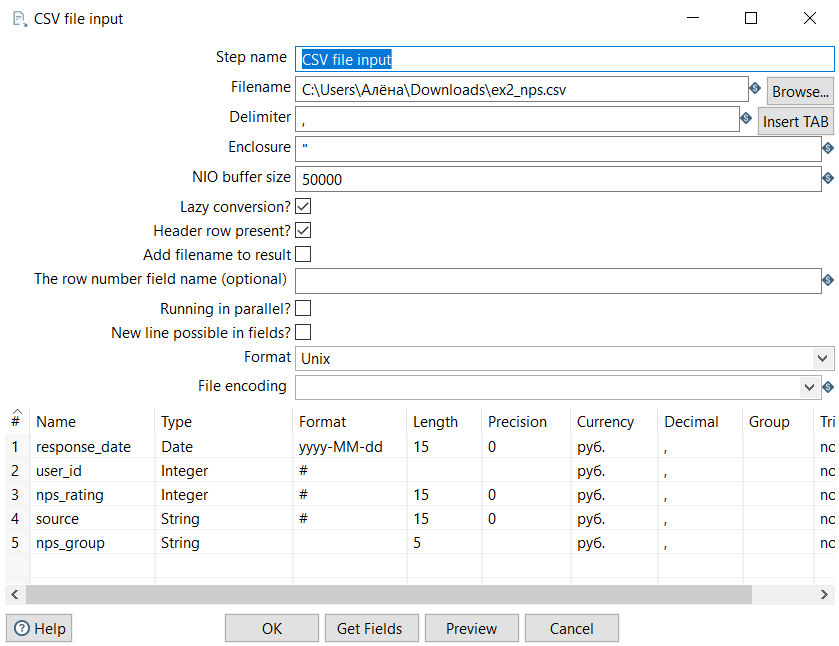 CSV file input
Step name CSV file input
Filename C:\Users\Алёна\Downloads\ex2_nps.csv Browse...
Delimiter , Insert TAB
Enclosure "
NIO buffer size 50000
Lazy conversion?
Header row present?
Add filename to result
The row number field name (optional)
Running in parallel?
New line possible in fields?
Format Unix
File encoding
# Name Type Format Length Precision Currency Decimal Group Tri
1 response_date Date yyyy-MM-dd 15 0 руб. , no
2 user_id Integer # руб. , no
3 nps_rating Integer # 15 0 руб. , no
4 source String # 15 0 руб. , no
5 nps_group String 5 руб. , no
Help OK Get Fields Preview Cancel